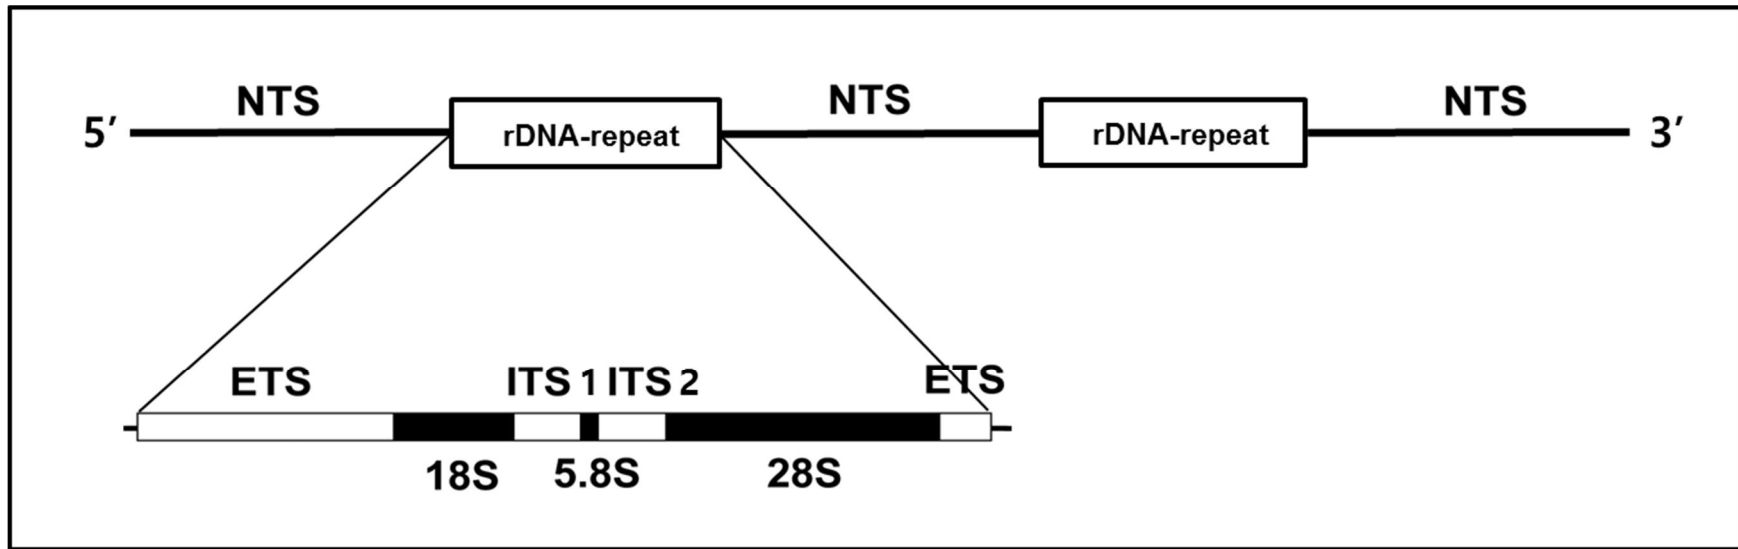 NTS NTS NTS
5′ rDNA-repeat rDNA-repeat 3′
ETS ITS 1 ITS 2 ETS
18S 5.8S 28S